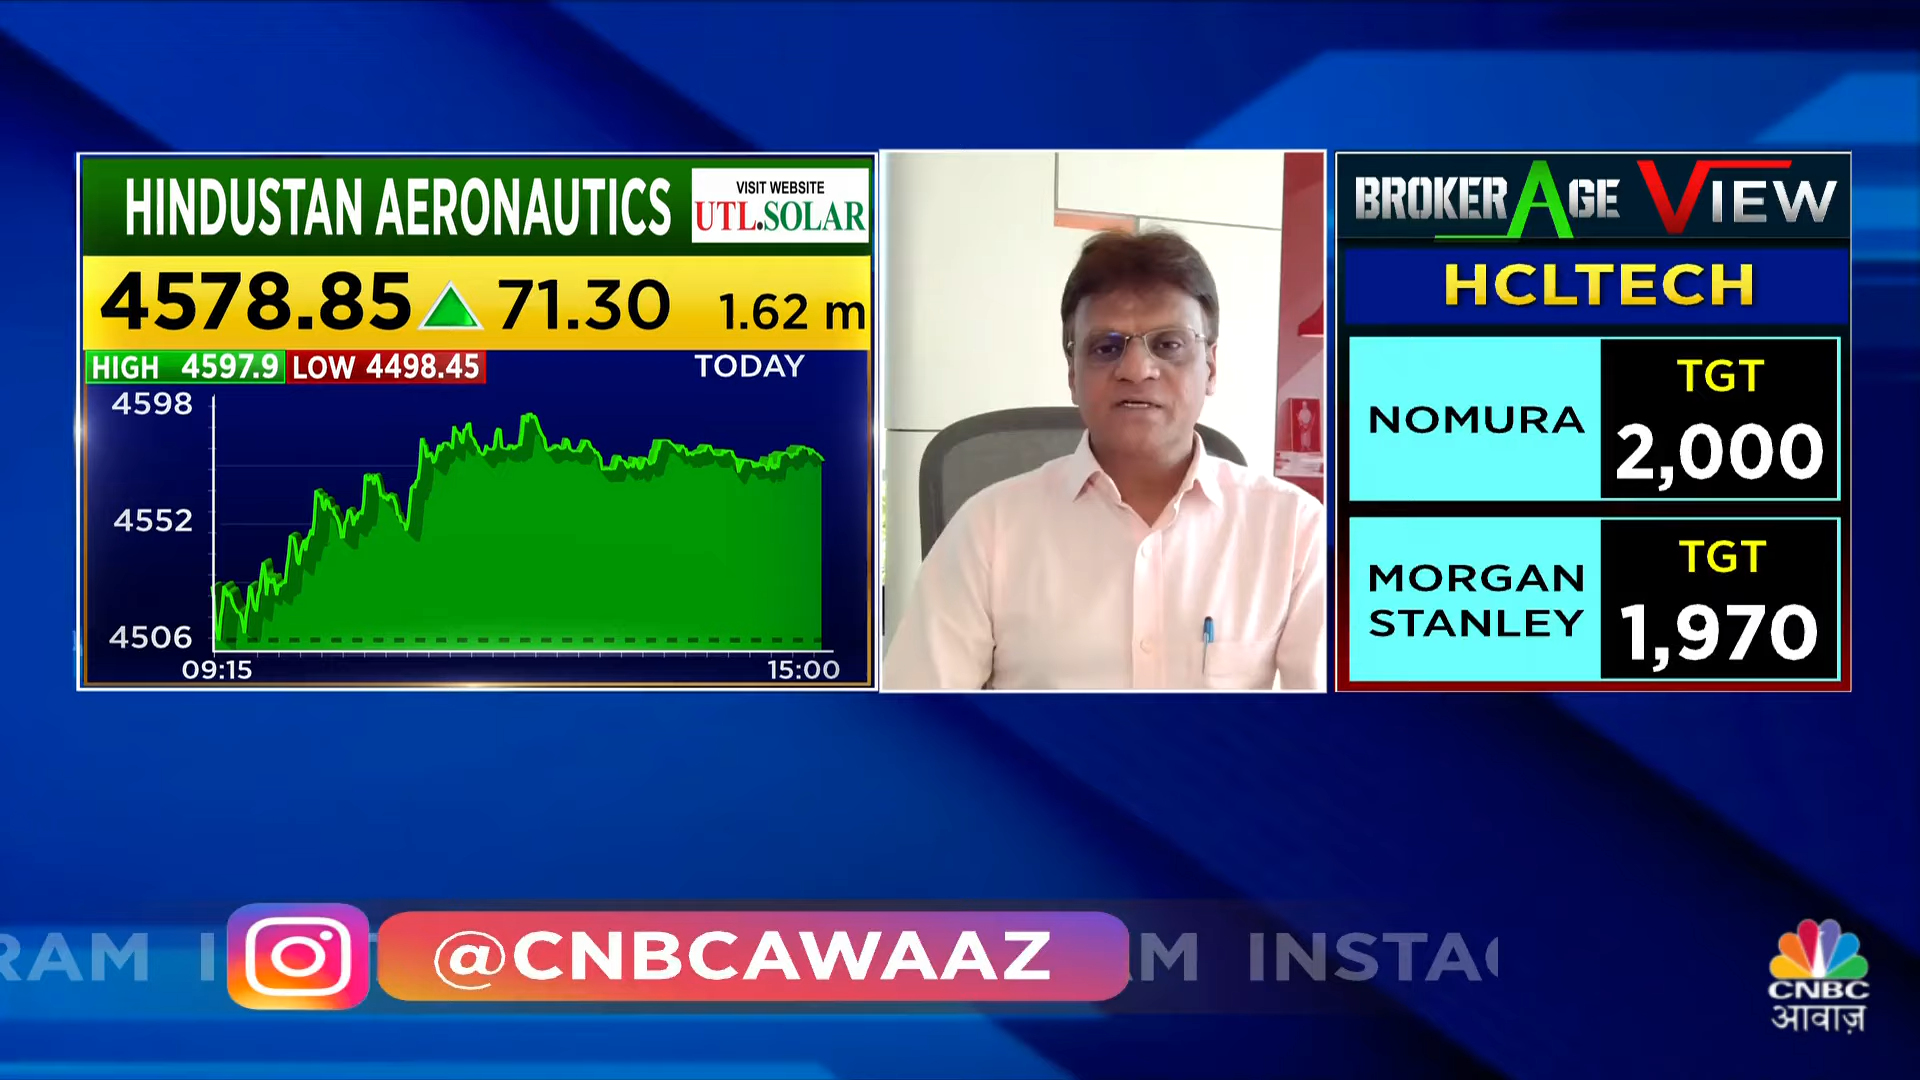 HINDUSTAN AERONAUTICS
VISIT WEBSITE
UTL.SOLAR
4578.85 71.30 1.62 m
HIGH 4597.9 LOW 4498.45 TODAY
4598
4552
4506
09:15 15:00
BROKERAGE VIEW
HCLTECH
NOMURA
TGT
2,000
MORGAN
STANLEY
TGT
1,970
@CNBCAWAAZ
RAM INSTA
CNBC
आवाज़